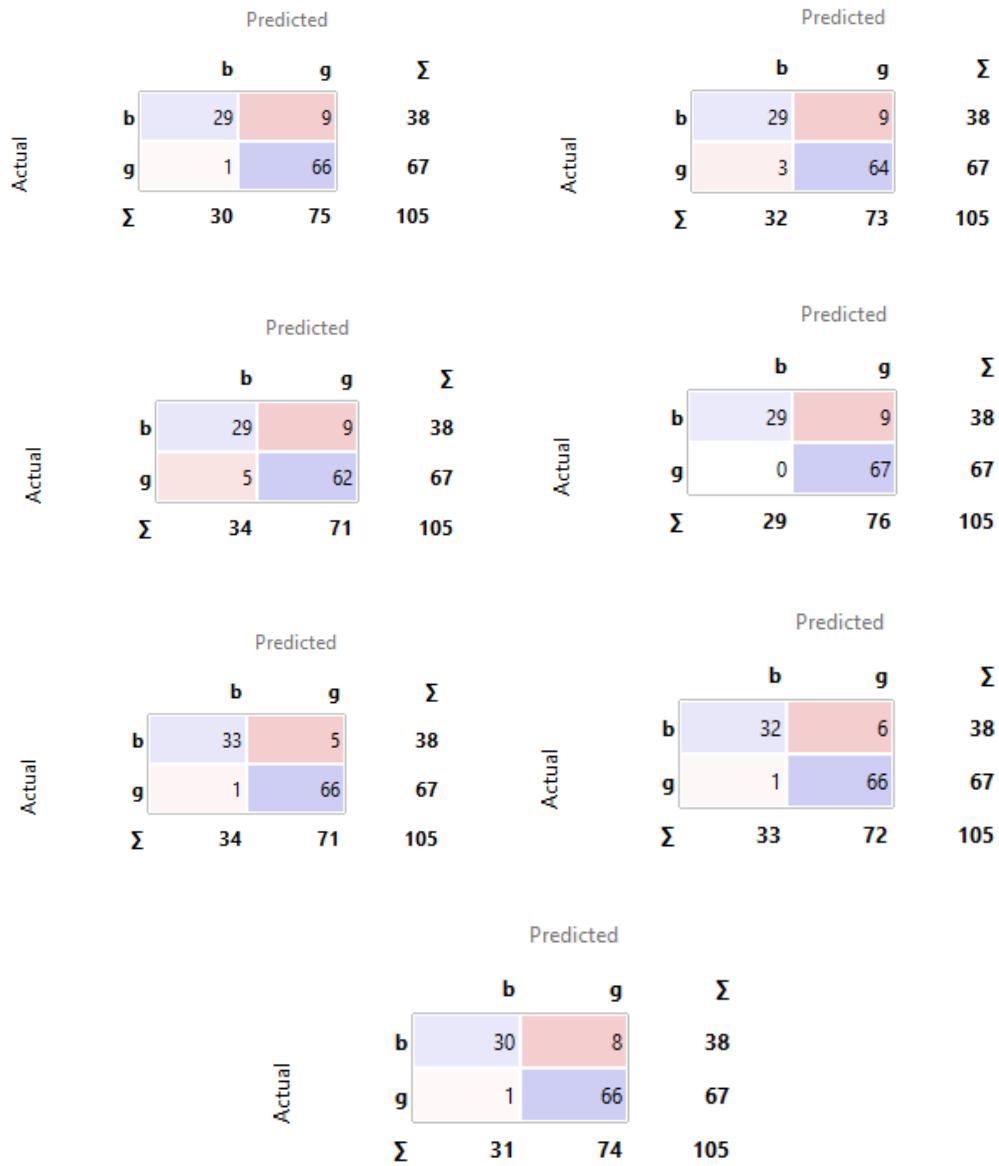 Predicted
b g Σ
Actual
b 29 9 38
g 1 66 67
Σ 30 75 105
Predicted
b g Σ
Actual
b 29 9 38
g 3 64 67
Σ 32 73 105
Predicted
b g Σ
Actual
b 29 9 38
g 5 62 67
Σ 34 71 105
Predicted
b g Σ
Actual
b 29 9 38
g 0 67 67
Σ 29 76 105
Predicted
b g Σ
Actual
b 33 5 38
g 1 66 67
Σ 34 71 105
Predicted
b g Σ
Actual
b 32 6 38
g 1 66 67
Σ 33 72 105
Predicted
b g Σ
Actual
b 30 8 38
g 1 66 67
Σ 31 74 105